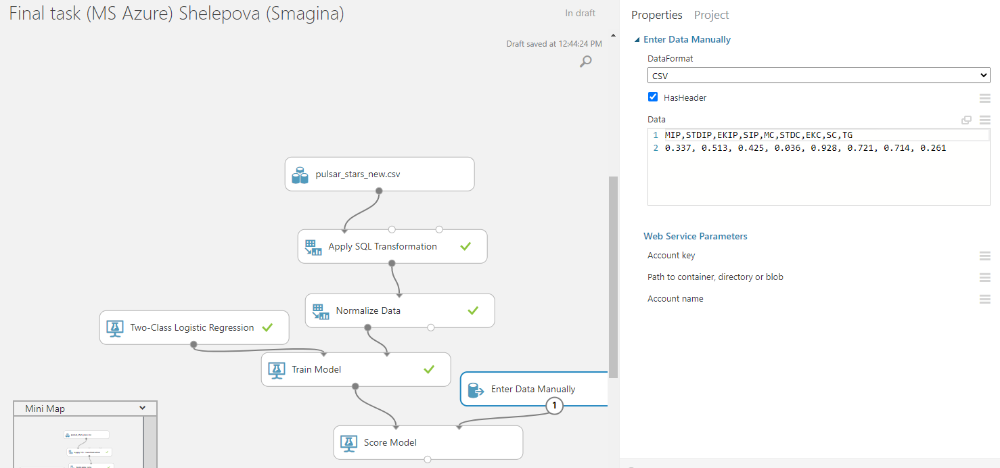 Final task (MS Azure) Shelepova (Smagina)
In draft
Draft saved at 12:44:24 PM
pulsar_stars_new.csv
Apply SQL Transformation
Normalize Data
Two-Class Logistic Regression
Train Model
Enter Data Manually
1
Score Model
Mini Map
Properties Project
Enter Data Manually
DataFormat
CSV
HasHeader
Data
1 MIP,STDIP,EKIP,SIP,MC,STDC,EKC,SC,TG
2 0.337, 0.513, 0.425, 0.036, 0.928, 0.721, 0.714, 0.261
Web Service Parameters
Account key
Path to container, directory or blob
Account name